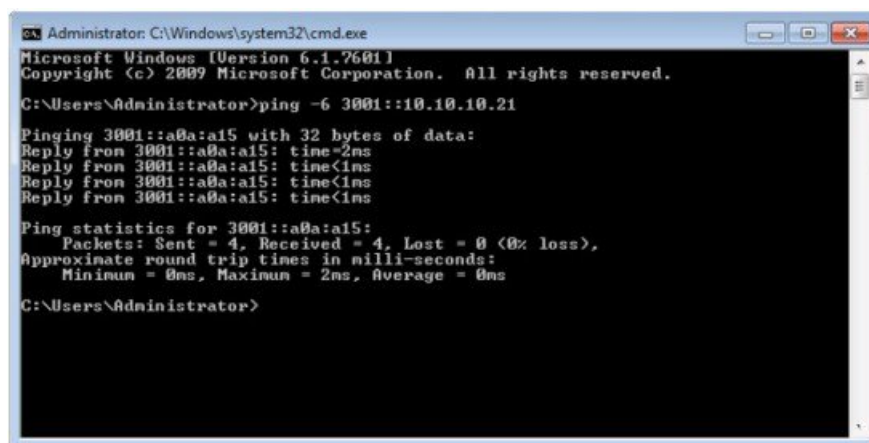 Administrator: C:\Windows\system32\cmd.exe
Microsoft Windows [Version 6.1.7601]
Copyright (c) 2009 Microsoft Corporation.  All rights reserved.
C:\Users\Administrator>ping -6 3001::10.10.10.21
Pinging 3001::a0a:a15 with 32 bytes of data:
Reply from 3001::a0a:a15: time=2ms
Reply from 3001::a0a:a15: time<1ms
Reply from 3001::a0a:a15: time<1ms
Reply from 3001::a0a:a15: time<1ms
Ping statistics for 3001::a0a:a15:
    Packets: Sent = 4, Received = 4, Lost = 0 (0% loss),
Approximate round trip times in milli-seconds:
    Minimum = 0ms, Maximum = 2ms, Average = 0ms
C:\Users\Administrator>